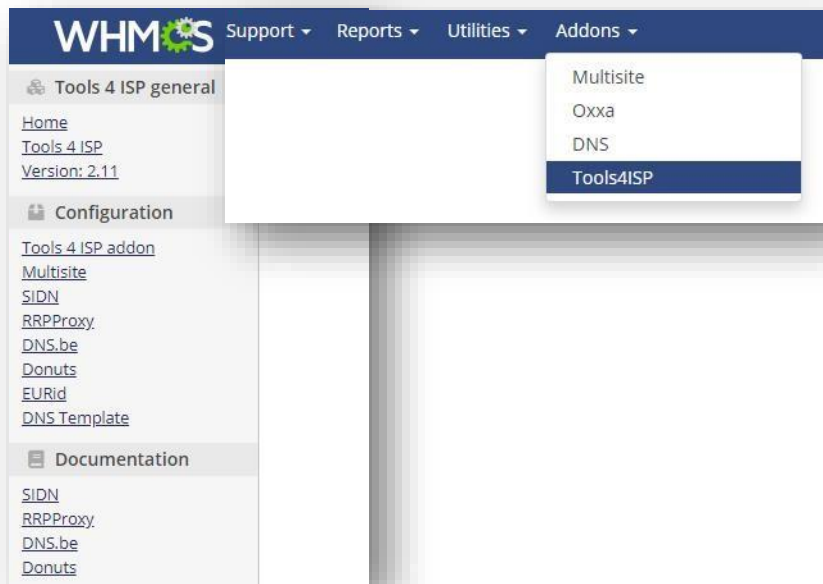 WHMCS
Support Reports Utilities Addons
Multisite
Oxxa
DNS
Tools4ISP
Tools 4 ISP general
Home
Tools 4 ISP
Version: 2.11
Configuration
Tools 4 ISP addon
Multisite
SIDN
RRPProxy
DNS.be
Donuts
EURid
DNS Template
Documentation
SIDN
RRPProxy
DNS.be
Donuts